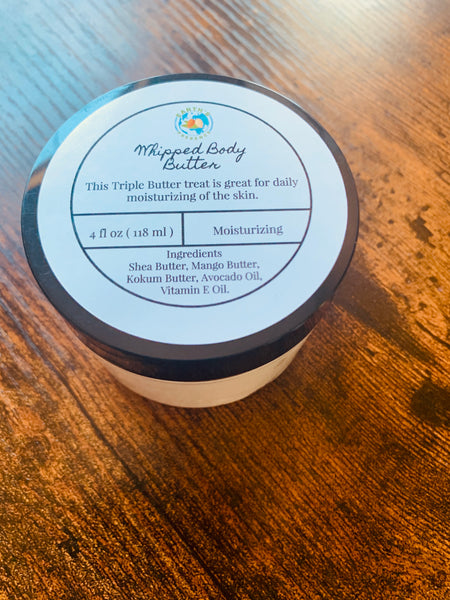 EARTH
Whipped Body
Butter
This Triple Butter treat is great for daily
moisturizing of the skin.
4 fl oz ( 118 ml )
Moisturizing
Ingredients
Shea Butter, Mango Butter,
Kokum Butter, Avocado Oil,
Vitamin E Oil.